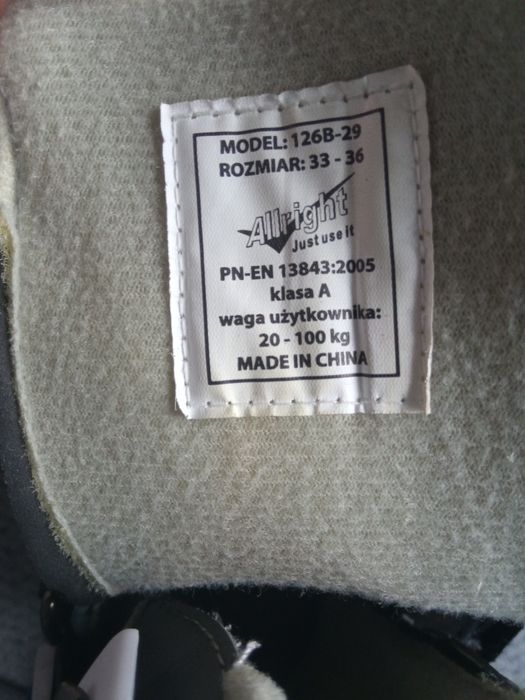 MODEL: 126B-29
ROZMIAR: 33 - 36
Allright
Just use it
PN-EN 13843:2005
klasa A
waga użytkownika:
20 - 100 kg
MADE IN CHINA